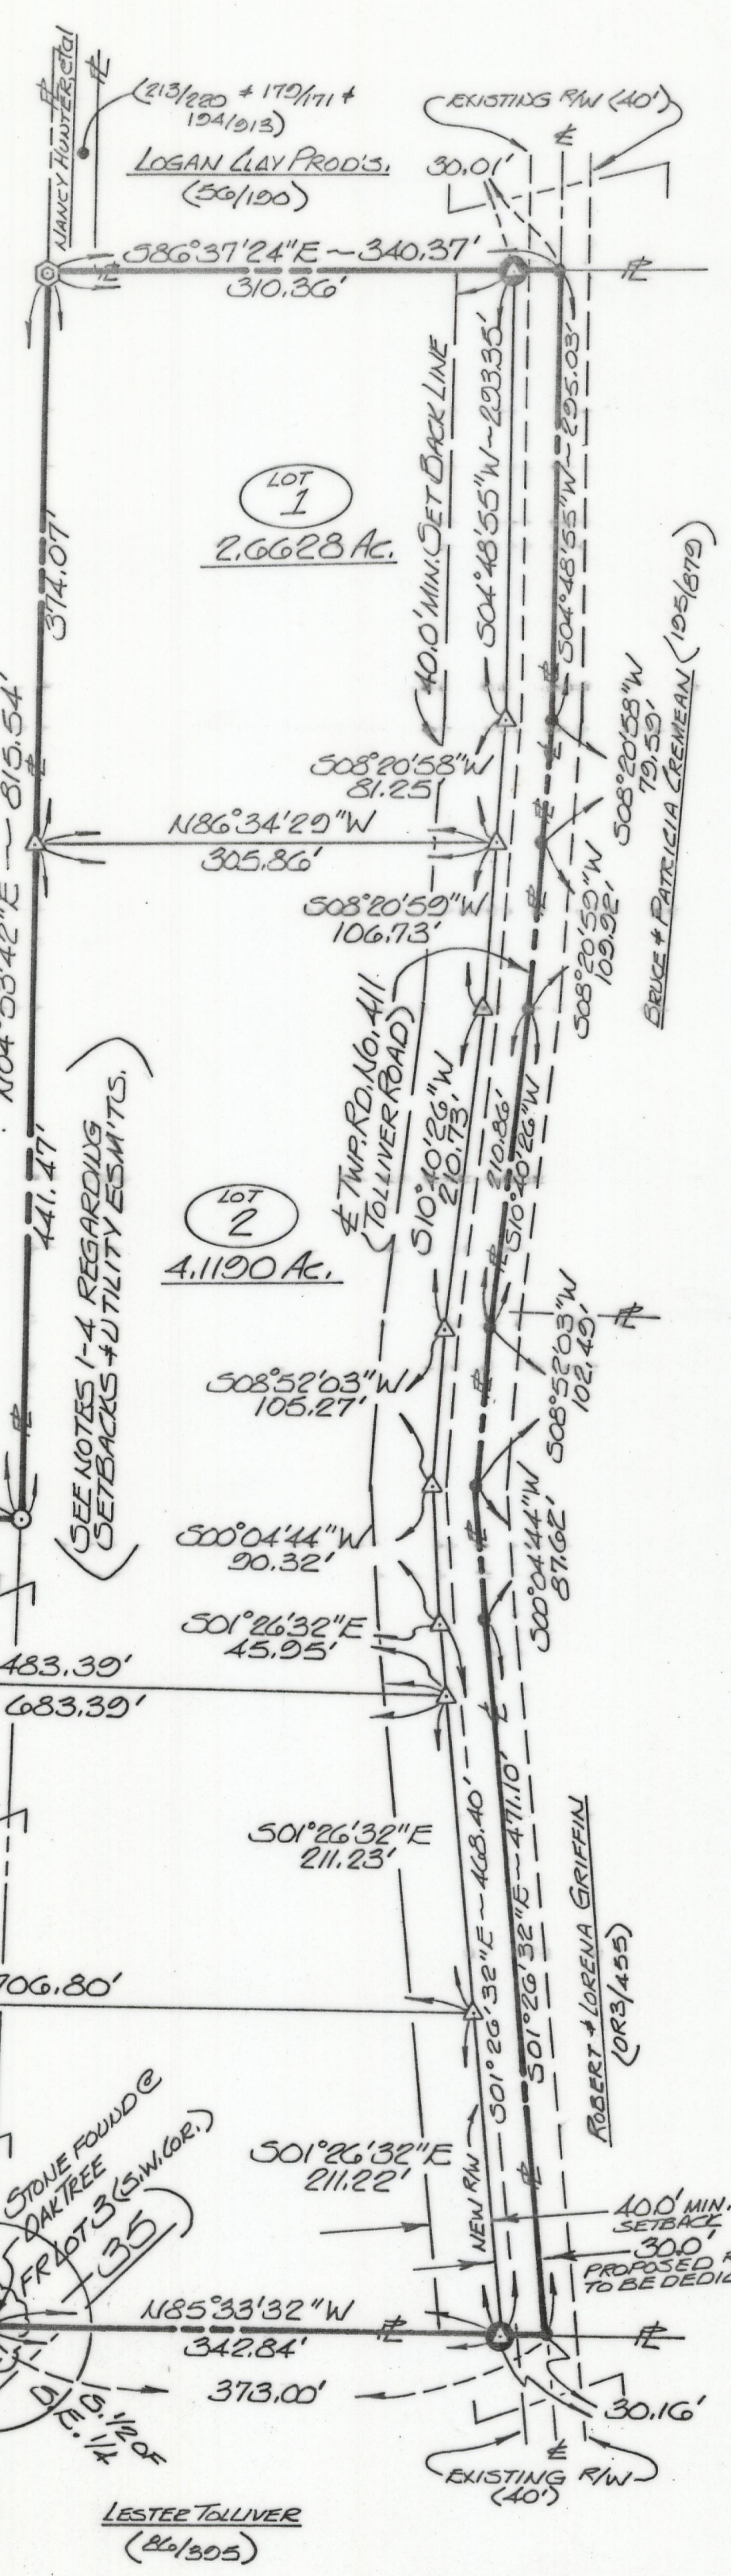 NANCY HUNTER, etal
(213/220 & 179/171 &
194/913)
LOGAN CLAY PROD'S.
(56/190)
EXISTING R/W (40')
30.01'
S86°37'24"E ~ 340.37'
310.36'
LOT
1
2.6628 Ac.
374.07'
40.0' MIN. SET BACK LINE
S04°48'55"W ~ 293.35'
S04°48'55"W ~ 295.03'
BRUCE & PATRICIA CREMEAN (195/879)
S08°20'58"W
79.59'
S08°20'58"W
81.25'
N04°53'42"E ~ 815.54'
N86°34'29"W
305.86'
S08°20'59"W
106.73'
S08°20'59"W
109.92'
℄ TWP. RD. NO. 411
(TOLLIVER ROAD)
S10°40'26"W
210.73'
210.86'
S10°40'26"W
441.47'
(SEE NOTES 1-4 REGARDING
SETBACKS & UTILITY ESM'TS.)
LOT
2
4.1190 Ac.
S08°52'03"W
105.27'
S08°52'03"W
102.49'
S00°04'44"W
90.32'
S00°04'44"W
87.62'
S01°26'32"E
45.95'
483.39'
683.39'
S01°26'32"E
211.23'
S01°26'32"E ~ 468.40'
S01°26'32"E ~ 471.10'
ROBERT & LORENA GRIFFIN
(OR3/455)
706.80'
STONE FOUND @
OAK TREE
FR LOT 3 (S.W. COR.)
35
S01°26'32"E
211.22'
NEW R/W
40.0' MIN.
SETBACK
30.0'
PROPOSED R
TO BE DEDIC
N85°33'32"W
342.84'
373.00'
S. 1/2 OF
S.E. 1/4
30.16'
EXISTING R/W
(40')
LESTER TOLLIVER
(86/395)